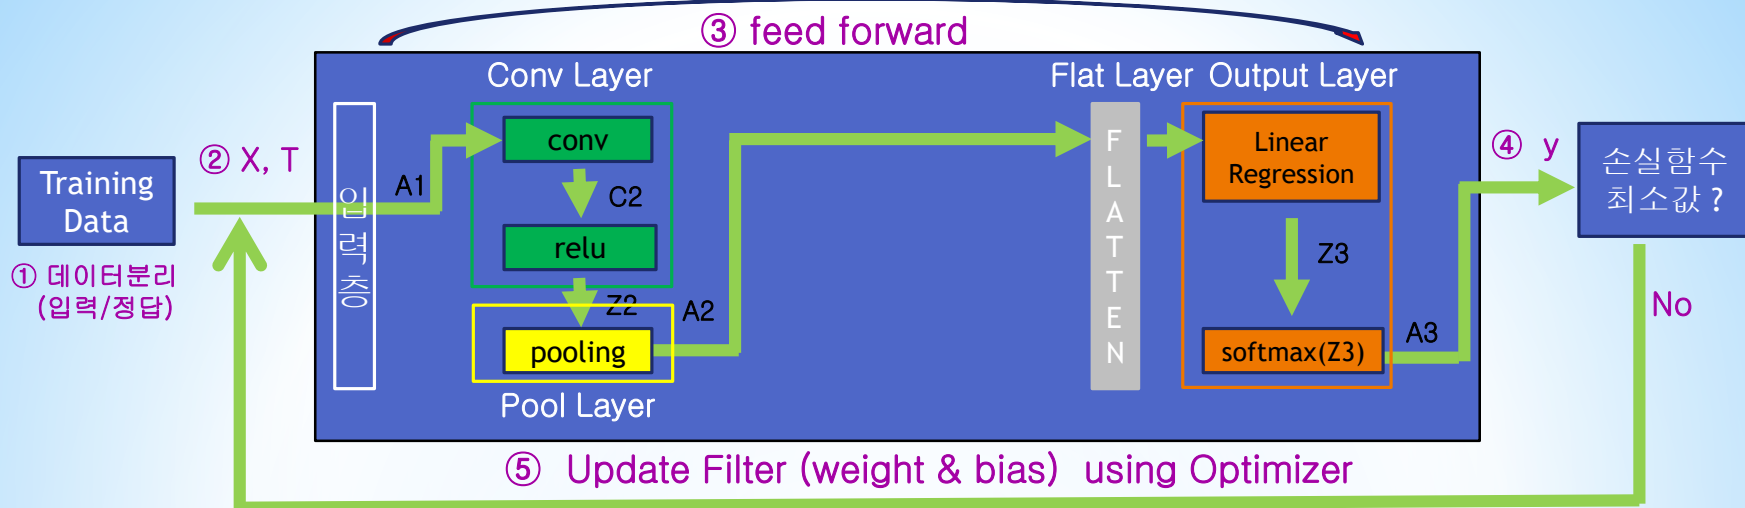 ③ feed forward
Conv Layer
Flat Layer
Output Layer
Training
Data
① 데이터분리
(입력/정답)
② X, T
입
력
층
A1
conv
C2
relu
Z2
pooling
Pool Layer
A2
F
L
A
T
T
E
N
Linear
Regression
Z3
softmax(Z3)
A3
④ y
손실함수
최소값 ?
No
⑤ Update Filter (weight & bias) using Optimizer